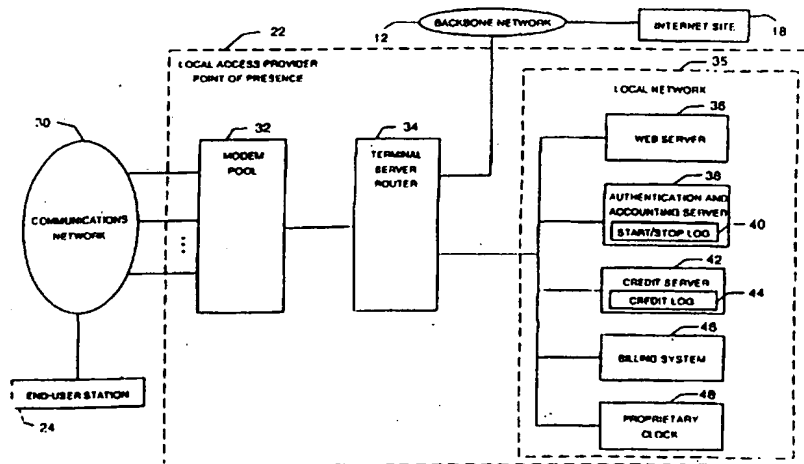 22
12
BACKBONE NETWORK
INTERNET SITE
18
LOCAL ACCESS PROVIDER
POINT OF PRESENCE
35
LOCAL NETWORK
30
32
34
36
MODEM
POOL
TERMINAL
SERVER
ROUTER
WEB SERVER
COMMUNICATIONS
NETWORK
38
AUTHENTICATION AND
ACCOUNTING SERVER
START/STOP LOG
40
42
CREDIT SERVER
CREDIT LOG
44
46
BILLING SYSTEM
END-USER STATION
24
48
PROPRIETARY
CLOCK